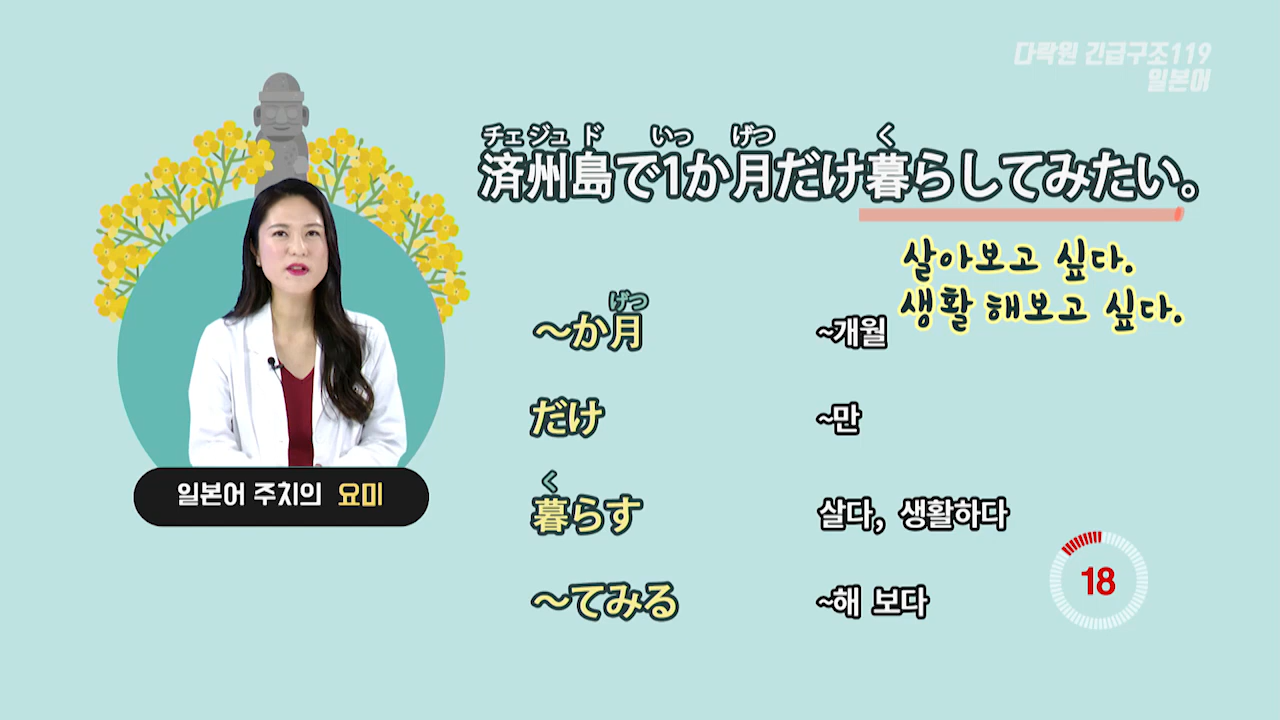 다락원 긴급구조119
일본어
チェジュド いっ げつ く
済州島で1か月だけ暮らしてみたい。
살아보고 싶다.
생활 해보고 싶다.
げつ
～か月 ~개월
だけ ~만
く
暮らす 살다, 생활하다
～てみる ~해 보다
일본어 주치의 요미
18